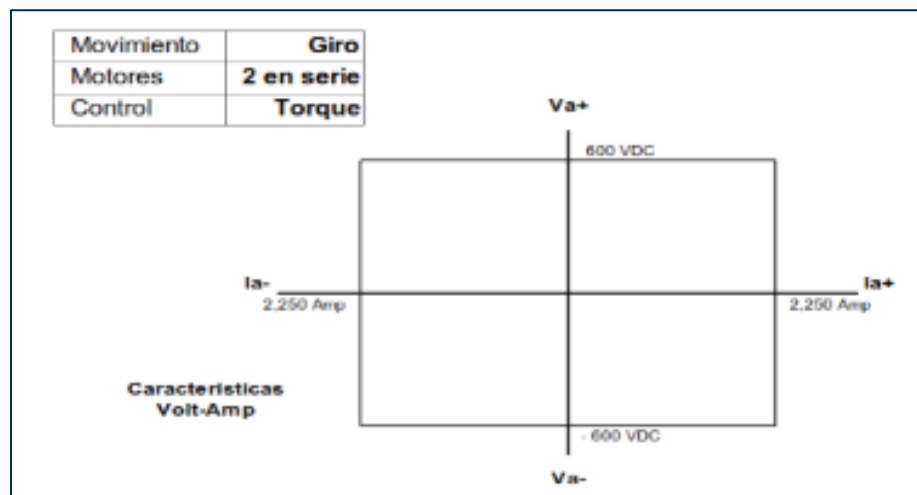 Movimiento Giro
Motores 2 en serie
Control Torque
Va+
600 VDC
Ia- Ia+
2,250 Amp 2,250 Amp
Características
Volt-Amp
- 600 VDC
Va-